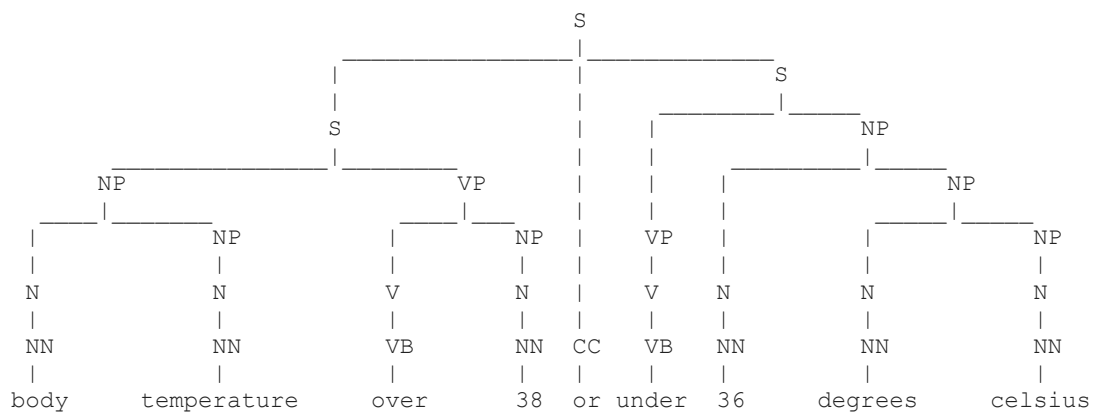 S
S
S NP
NP VP NP
NP NP VP NP
N N V N V N N N
NN NN VB NN CC VB NN NN NN
body temperature over 38 or under 36 degrees celsius